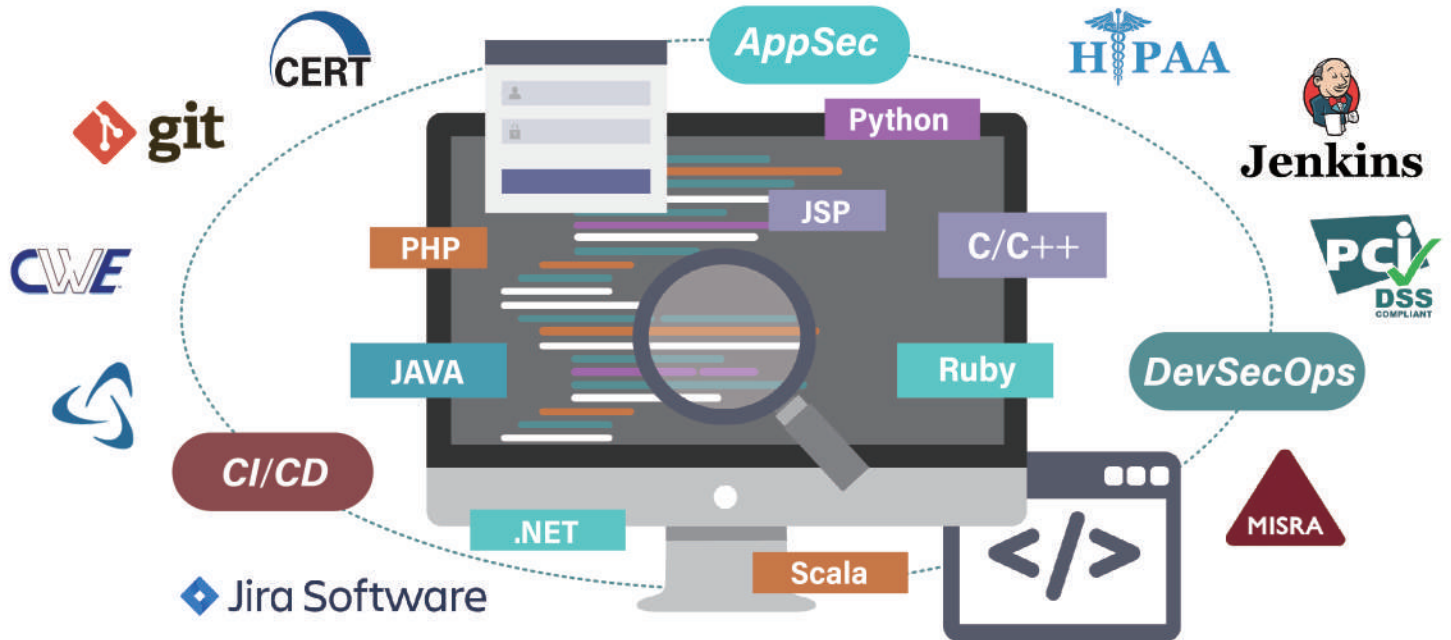 AppSec
HIPAA
CERT
git
Python
Jenkins
JSP
PHP
C/C++
CWE
PCI
DSS
COMPLIANT
JAVA
Ruby
DevSecOps
CI/CD
.NET
</>
MISRA
Scala
Jira Software